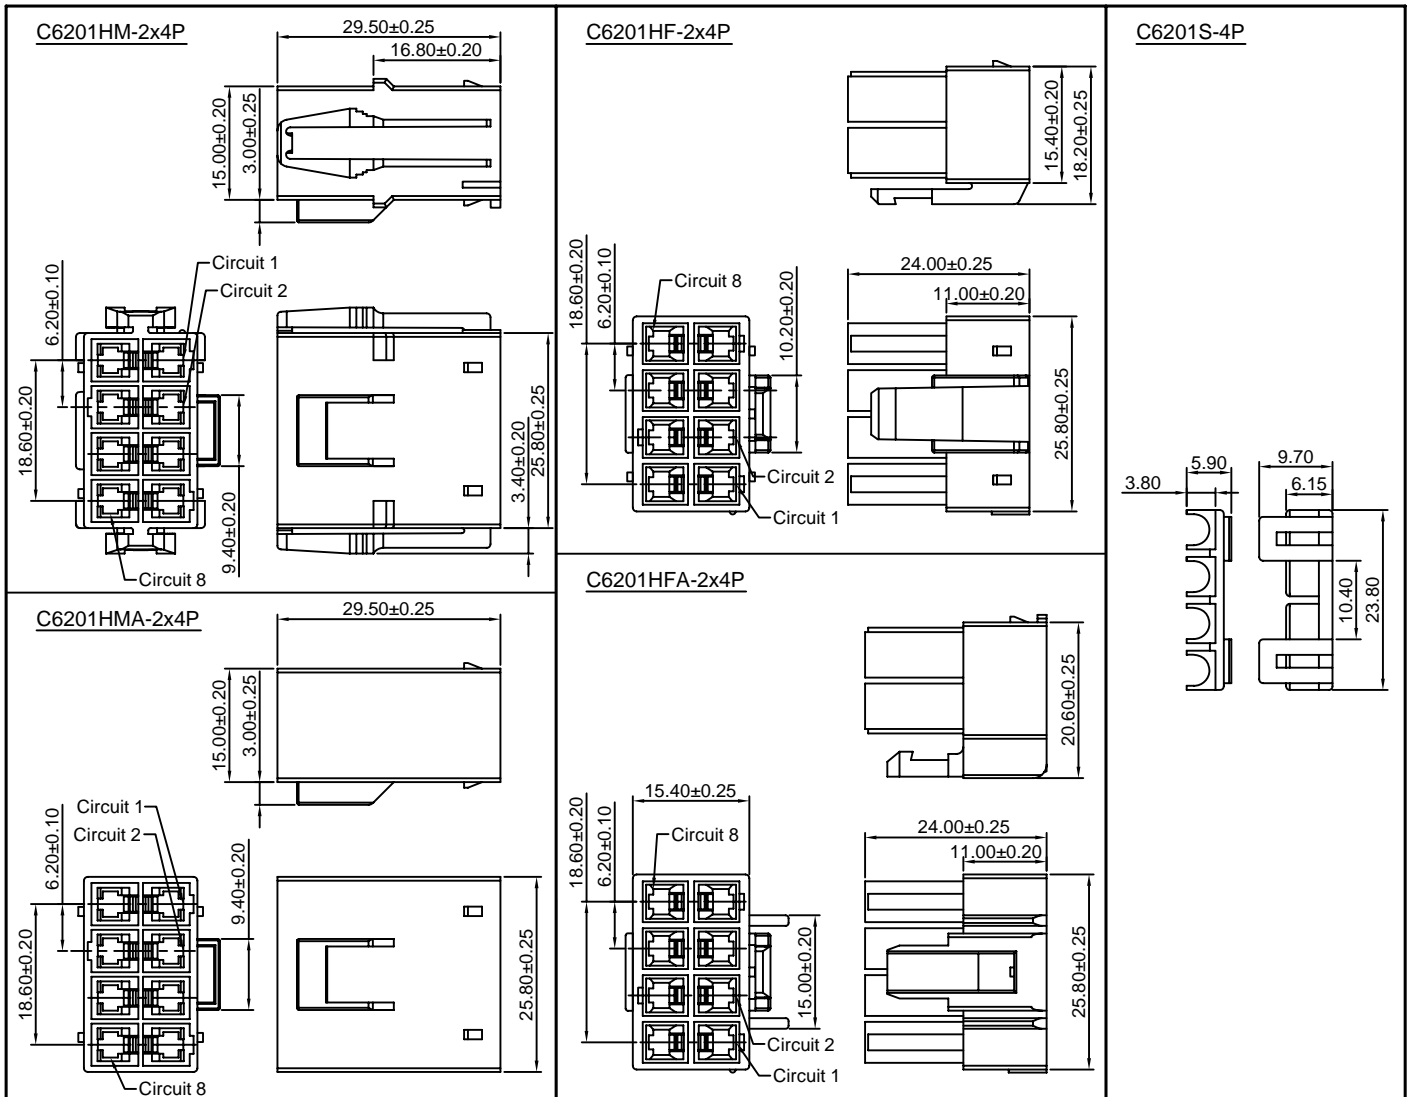 C6201HM-2x4P
29.50±0.25
16.80±0.20
15.00±0.20
3.00±0.25
6.20±0.10
18.60±0.20
Circuit 1
Circuit 2
9.40±0.20
Circuit 8
3.40±0.20
25.80±0.25
C6201HMA-2x4P
29.50±0.25
15.00±0.20
3.00±0.25
Circuit 1
Circuit 2
6.20±0.10
18.60±0.20
9.40±0.20
Circuit 8
25.80±0.25
C6201HF-2x4P
15.40±0.20
18.20±0.25
18.60±0.20
6.20±0.10
Circuit 8
10.20±0.20
Circuit 2
Circuit 1
24.00±0.25
11.00±0.20
25.80±0.25
C6201HFA-2x4P
20.60±0.25
15.40±0.25
18.60±0.20
6.20±0.10
Circuit 8
15.00±0.20
Circuit 2
Circuit 1
24.00±0.25
11.00±0.20
25.80±0.25
C6201S-4P
5.90
3.80
9.70
6.15
10.40
23.80